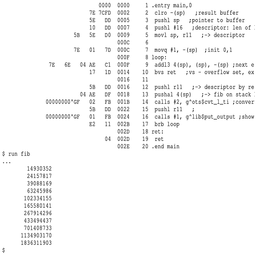 0000 0000 1 .entry main,0
7E 7CFD 0002 2 clro -(sp) ;result buffer
5E DD 0005 3 pushl sp ;pointer to buffer
10 DD 0007 4 pushl #16 ;descriptor: len of
5B 5E D0 0009 5 movl sp, r11 ;-> descriptor
000C 6
7E 01 7D 000C 7 movq #1, -(sp) ;init 0,1
000F 8 loop:
7E 6E 04 AE C1 000F 9 addl3 4(sp), (sp), -(sp) ;next e
17 1D 0014 10 bvs ret ;v - overflow set, ex
0016 11
5B DD 0016 12 pushl r11 ;-> descriptor by re
04 AE DF 0018 13 pushal 4(sp) ;-> fib on stack
00000000*GF 02 FB 001B 14 calls #2, g^ots$cvt_l_ti ;conver
5B DD 0022 15 pushl r11 ;
00000000*GF 01 FB 0024 16 calls #1, g^lib$put_output ;show
E2 11 002B 17 brb loop
002D 18 ret:
04 002D 19 ret
002E 20 .end main
$ run fib
...
14930352
24157817
39088169
63245986
102334155
165580141
267914296
433494437
701408733
1134903170
1836311903
$